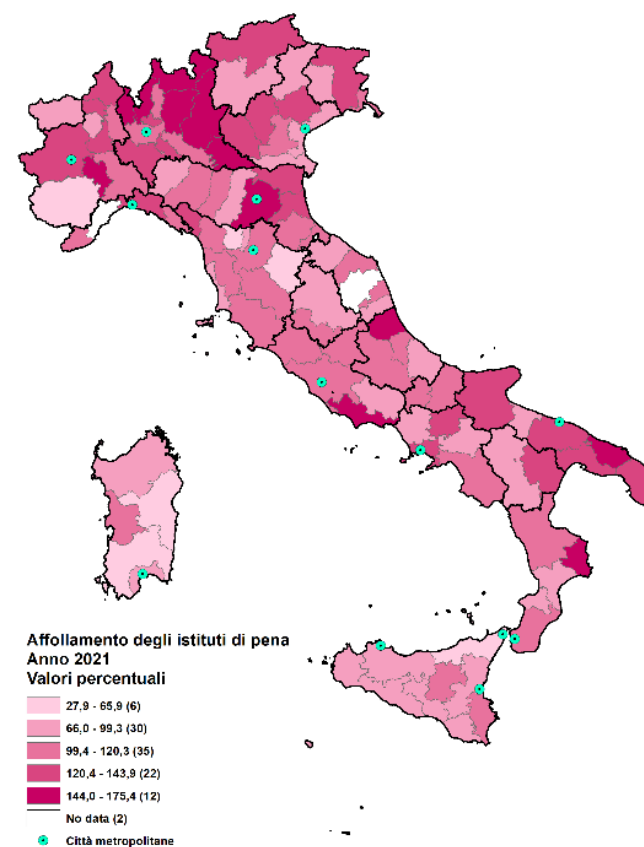 Affollamento degli istituti di pena
Anno 2021
Valori percentuali
27,9 - 65,9 (6)
66,0 - 99,3 (30)
99,4 - 120,3 (35)
120,4 - 143,9 (22)
144,0 - 175,4 (12)
No data (2)
Città metropolitane